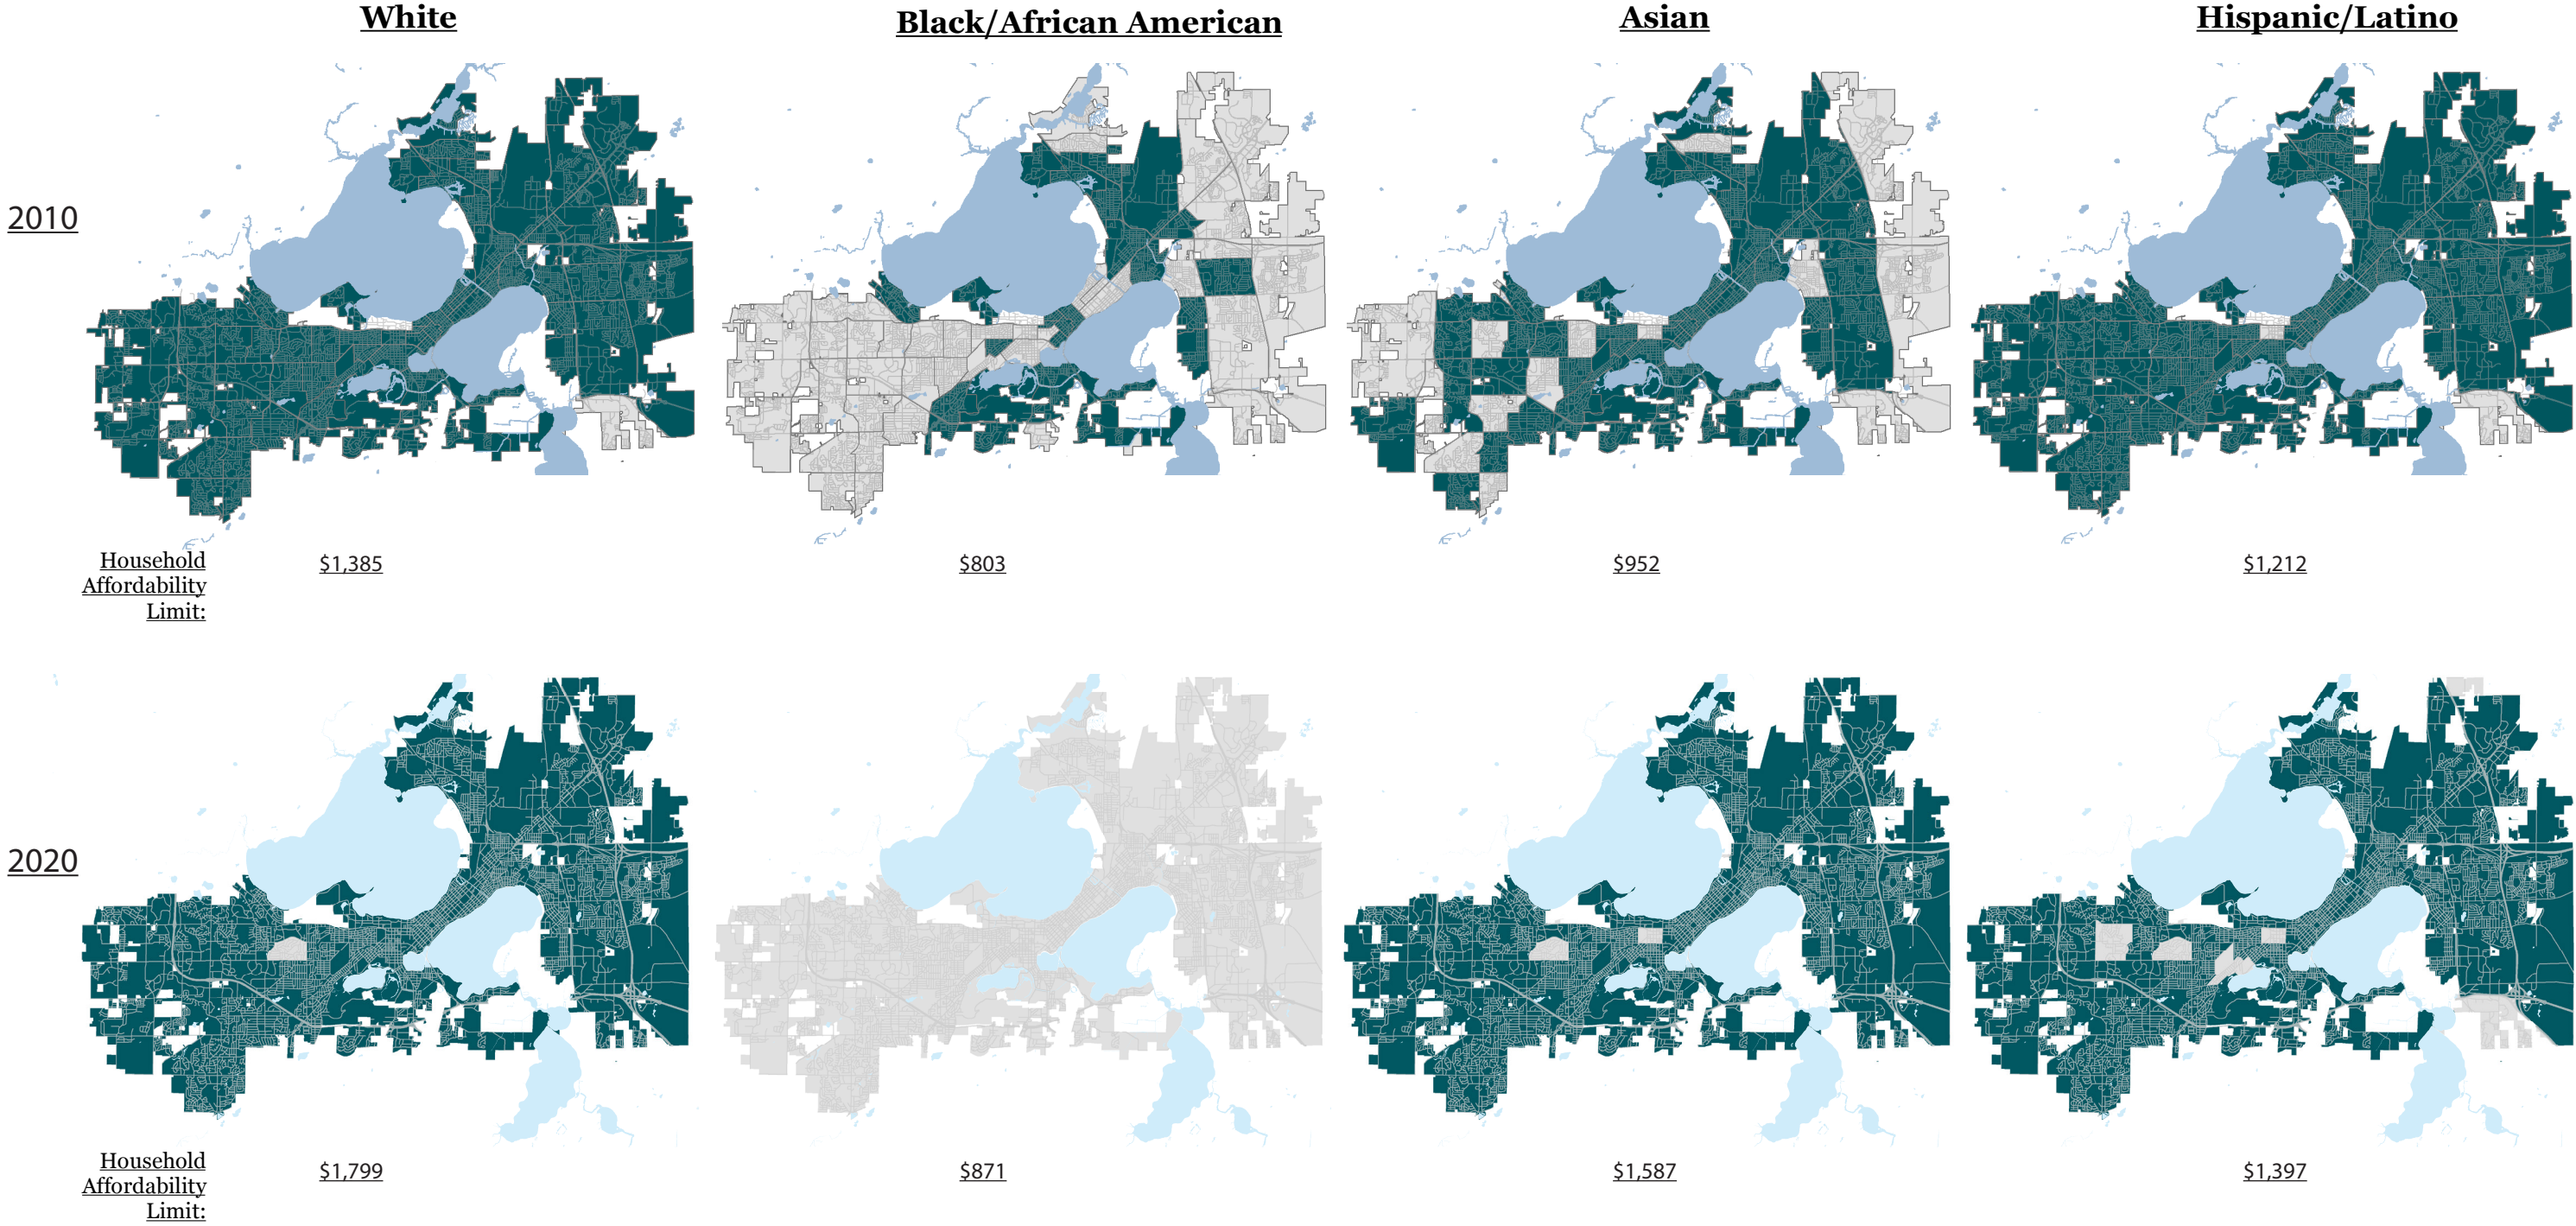 White
Black/African American
Asian
Hispanic/Latino
2010
Household
Affordability
Limit:
$1,385
$803
$952
$1,212
2020
Household
Affordability
Limit:
$1,799
$871
$1,587
$1,397